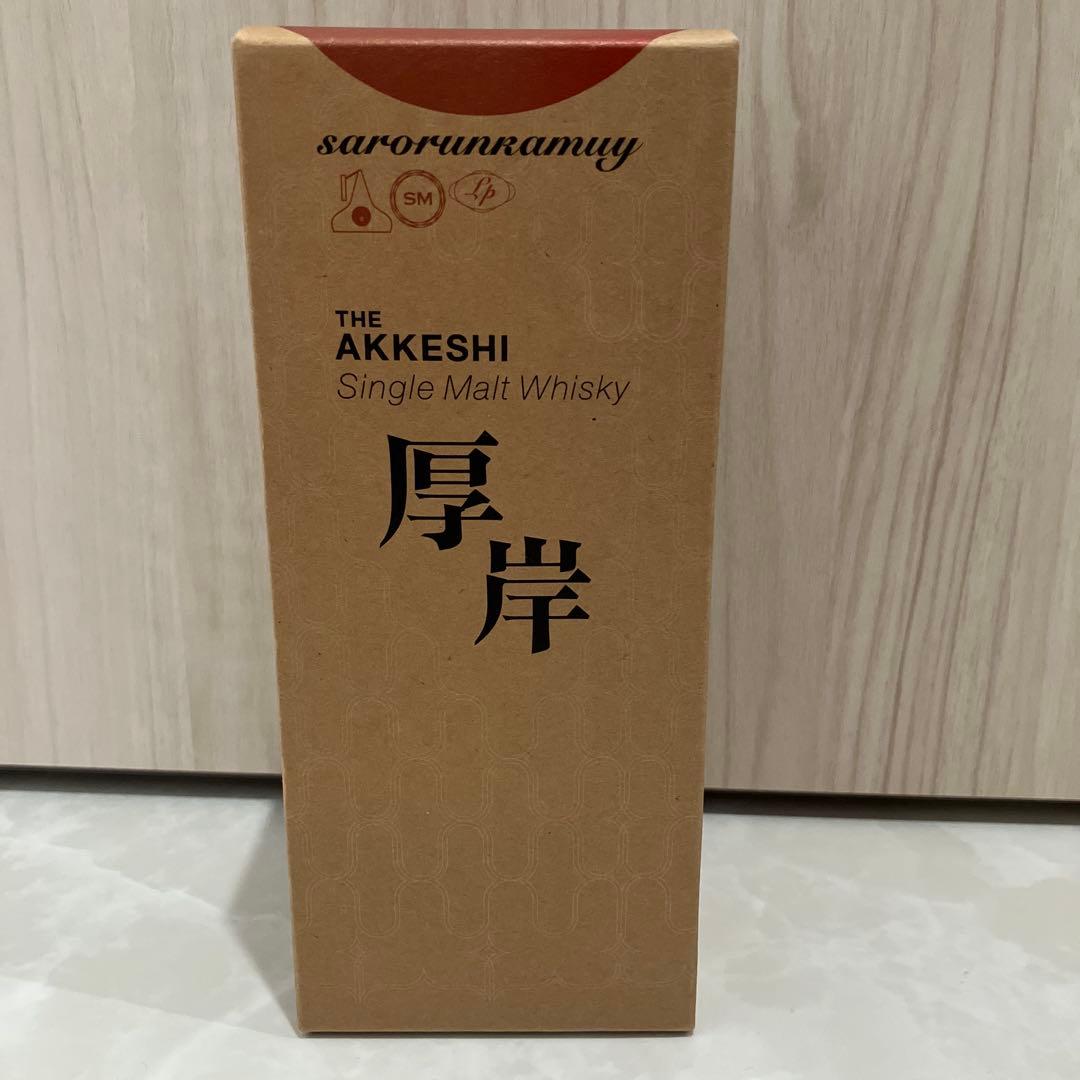 sarorunkamuy
SM
Lp
THE
AKKESHI
Single Malt Whisky
厚岸